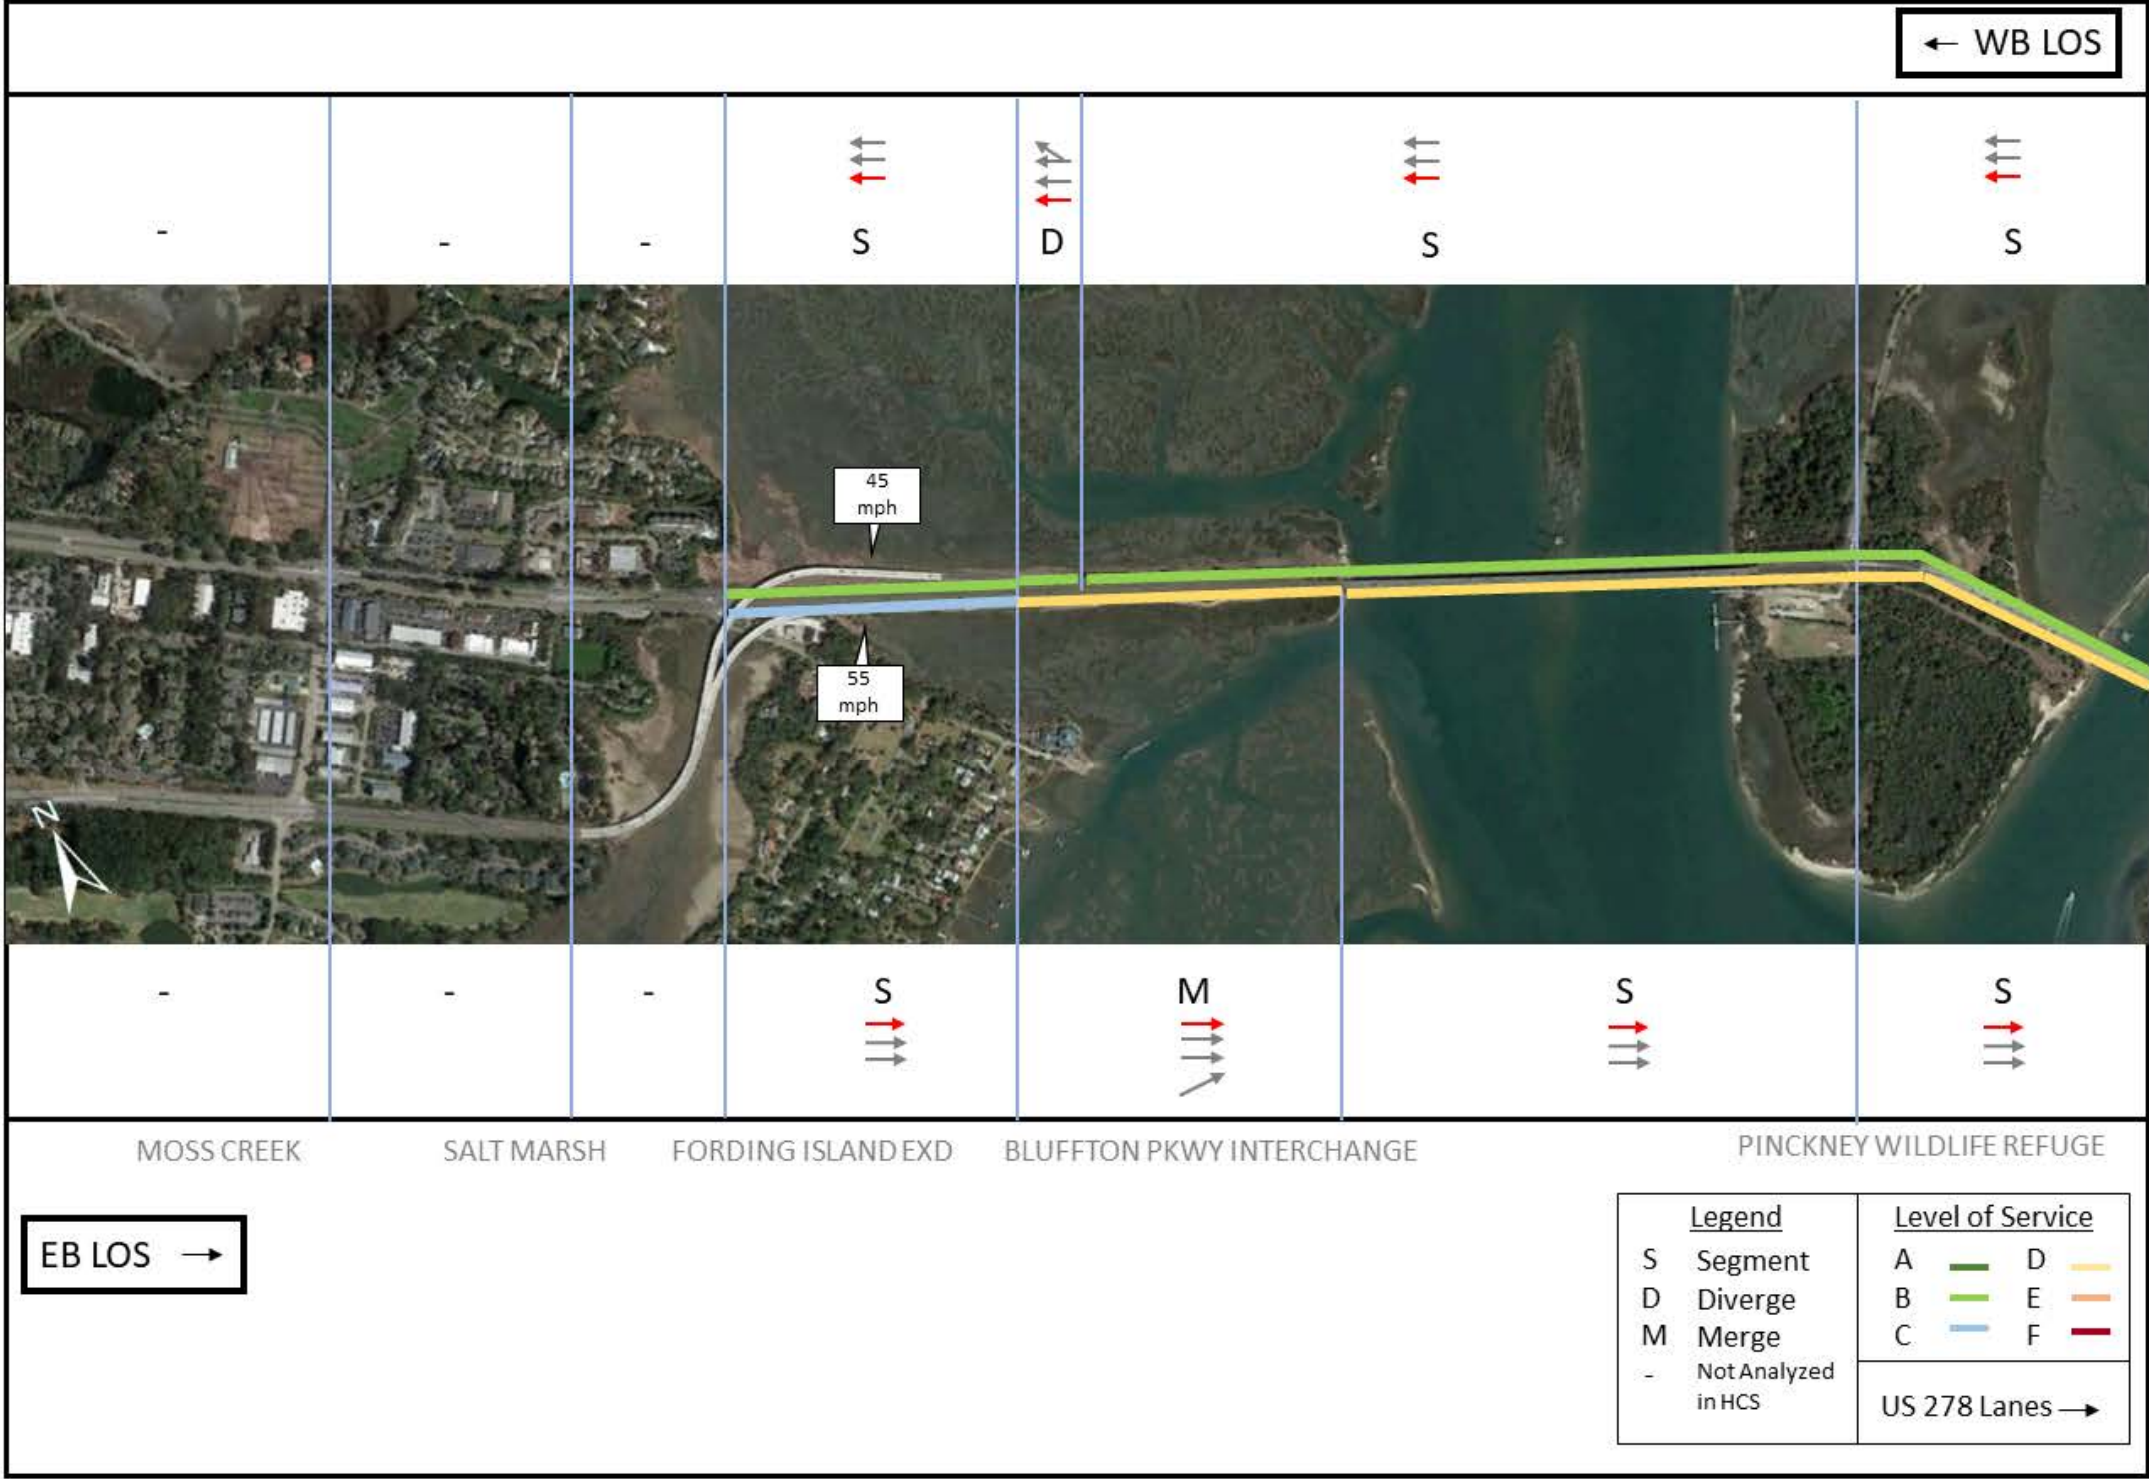 ← WB LOS
- - - S D S S
45
mph
55
mph
N
- - - S M S S
MOSS CREEK SALT MARSH FORDING ISLAND EXD BLUFFTON PKWY INTERCHANGE PINCKNEY WILDLIFE REFUGE
EB LOS →
Legend
S Segment
D Diverge
M Merge
- Not Analyzed
in HCS
Level of Service
A D
B E
C F
US 278 Lanes →